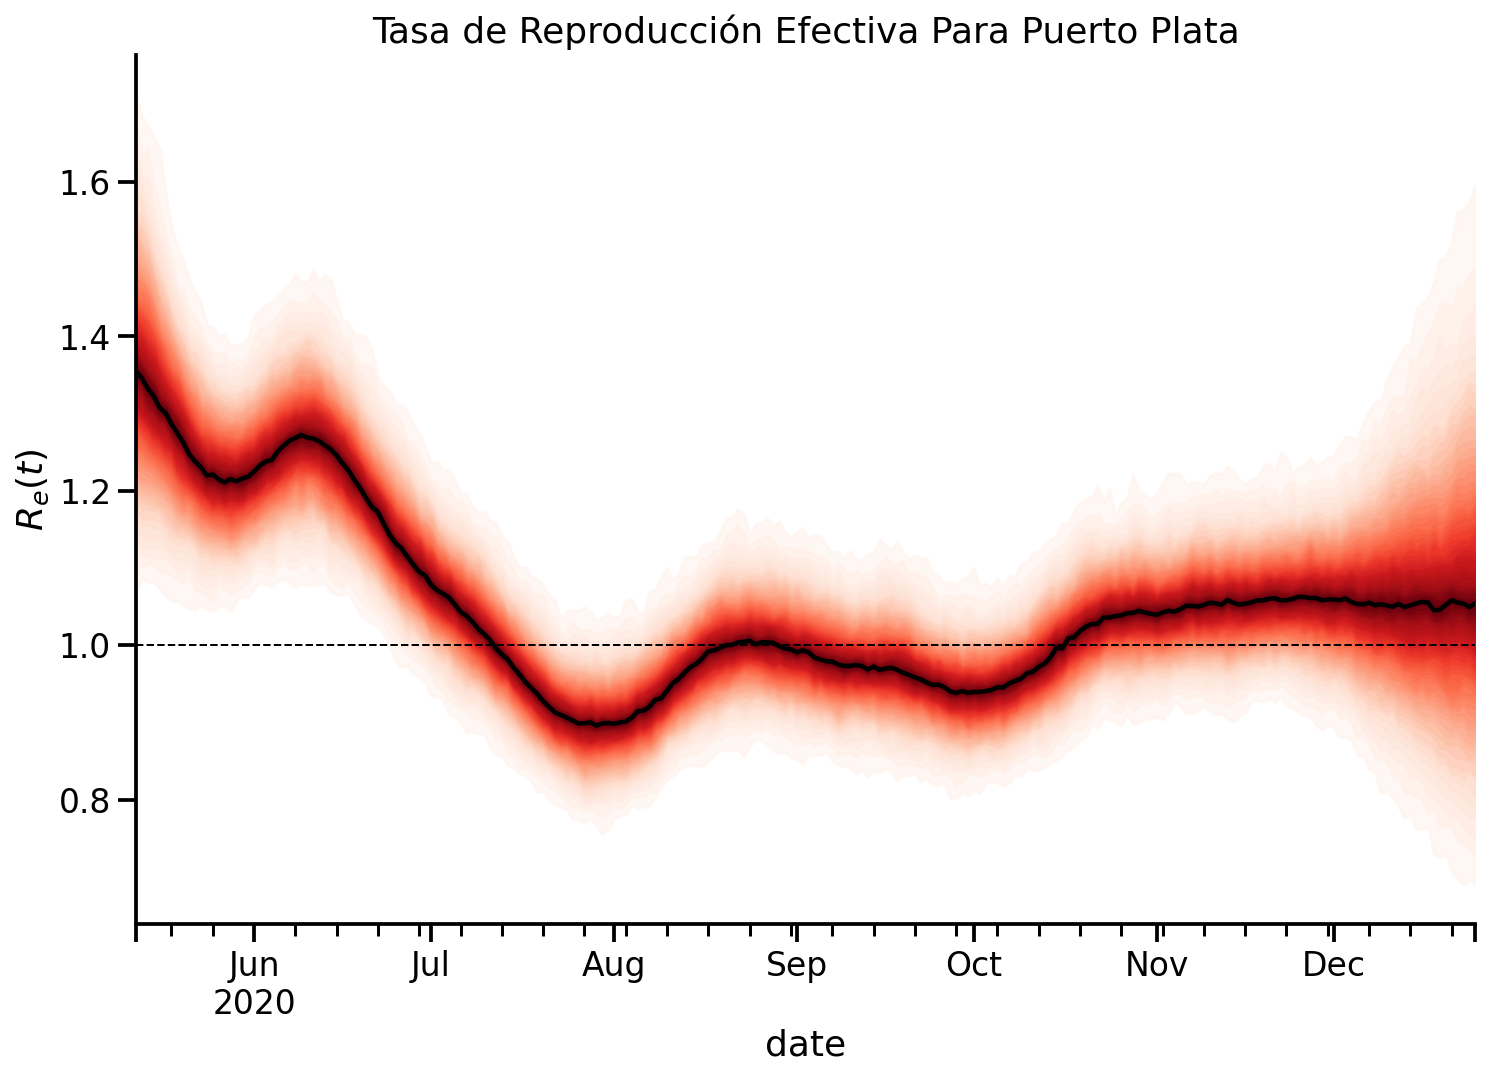 Tasa de Reproducción Efectiva Para Puerto Plata
1.6
1.4
1.2
1.0
0.8
Re(t)
Jun Jul Aug Sep Oct Nov Dec
2020
date